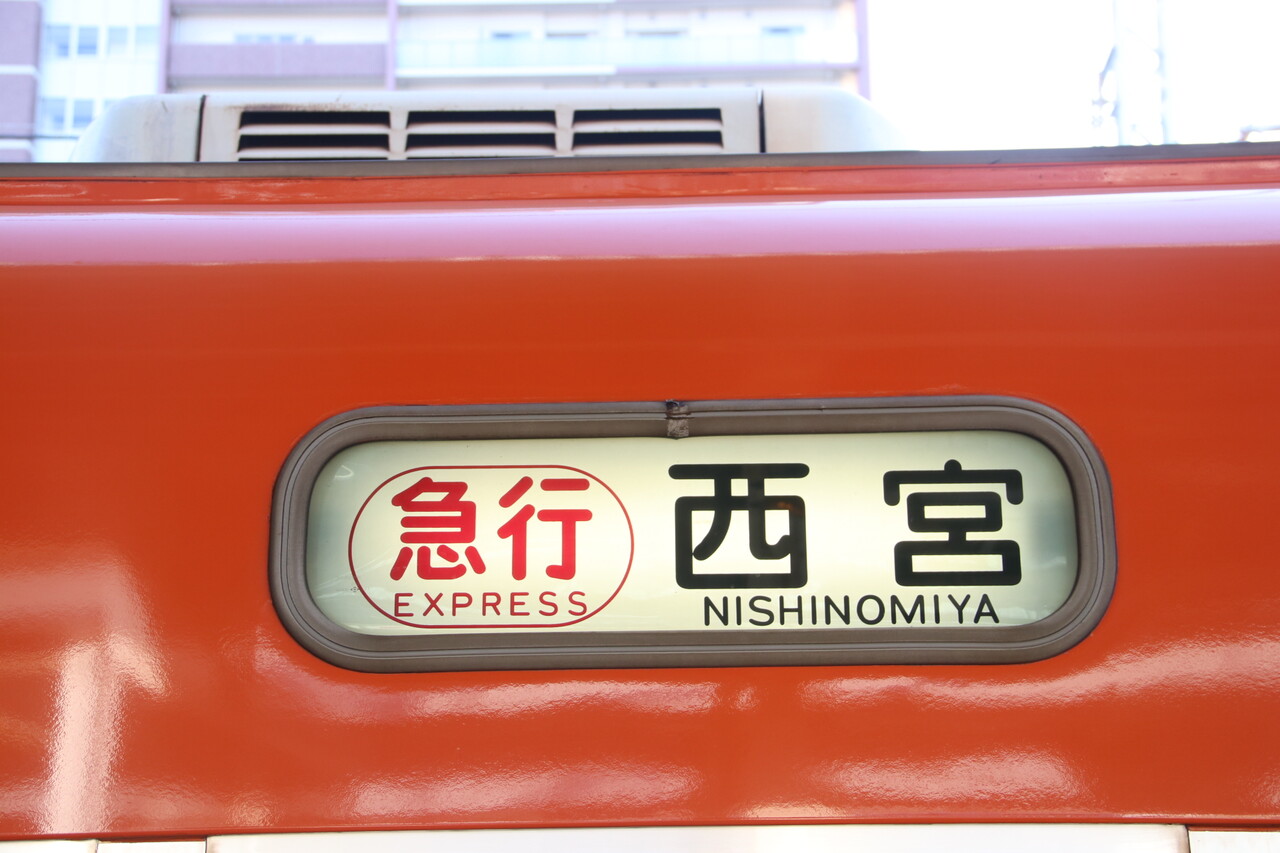 急行 西宮
EXPRESS NISHINOMIYA